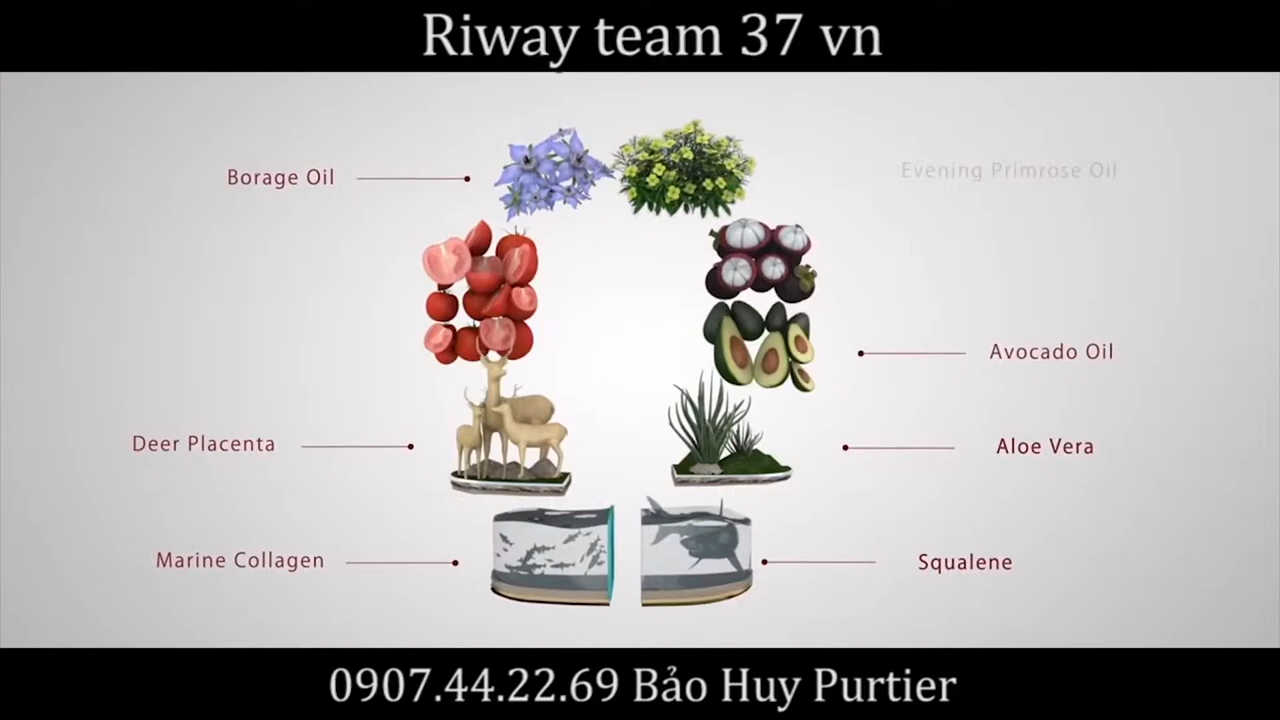 Riway team 37 vn
Borage Oil
Evening Primrose Oil
Avocado Oil
Deer Placenta
Aloe Vera
Marine Collagen
Squalene
0907.44.22.69 Bảo Huy Purtier